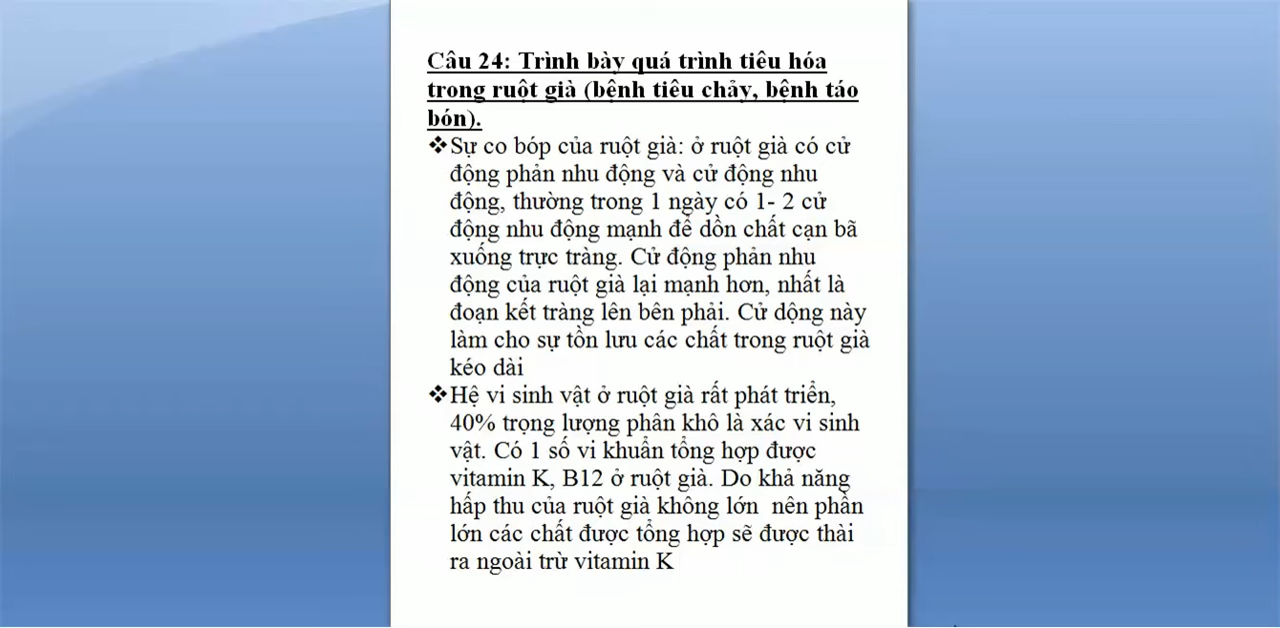 Câu 24: Trình bày quá trình tiêu hóa
trong ruột già (bệnh tiêu chảy, bệnh táo
bón).
❖Sự co bóp của ruột già: ở ruột già có cử
động phản nhu động và cử động nhu
động, thường trong 1 ngày có 1- 2 cử
động nhu động mạnh để dồn chất cạn bã
xuống trực tràng. Cử động phản nhu
động của ruột già lại mạnh hơn, nhất là
đoạn kết tràng lên bên phải. Cử dộng này
làm cho sự tồn lưu các chất trong ruột già
kéo dài
❖Hệ vi sinh vật ở ruột già rất phát triển,
40% trọng lượng phân khô là xác vi sinh
vật. Có 1 số vi khuẩn tổng hợp được
vitamin K, B12 ở ruột già. Do khả năng
hấp thu của ruột già không lớn  nên phần
lớn các chất được tổng hợp sẽ được thài
ra ngoài trừ vitamin K